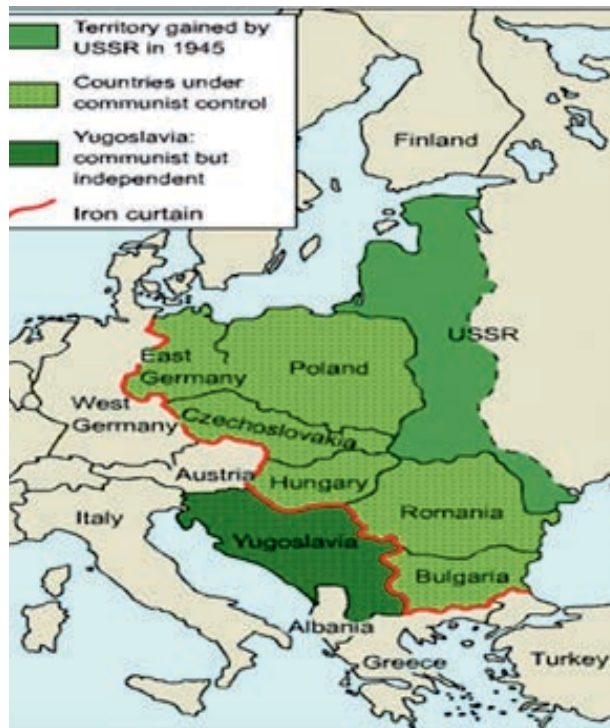 Territory gained by
USSR in 1945
Countries under
communist control
Yugoslavia:
communist but
independent
Iron curtain
Finland
USSR
East
Germany
Poland
West
Germany
Czechoslovakia
Austria
Hungary
Italy
Romania
Yugoslavia
Bulgaria
Albania
Greece
Turkey